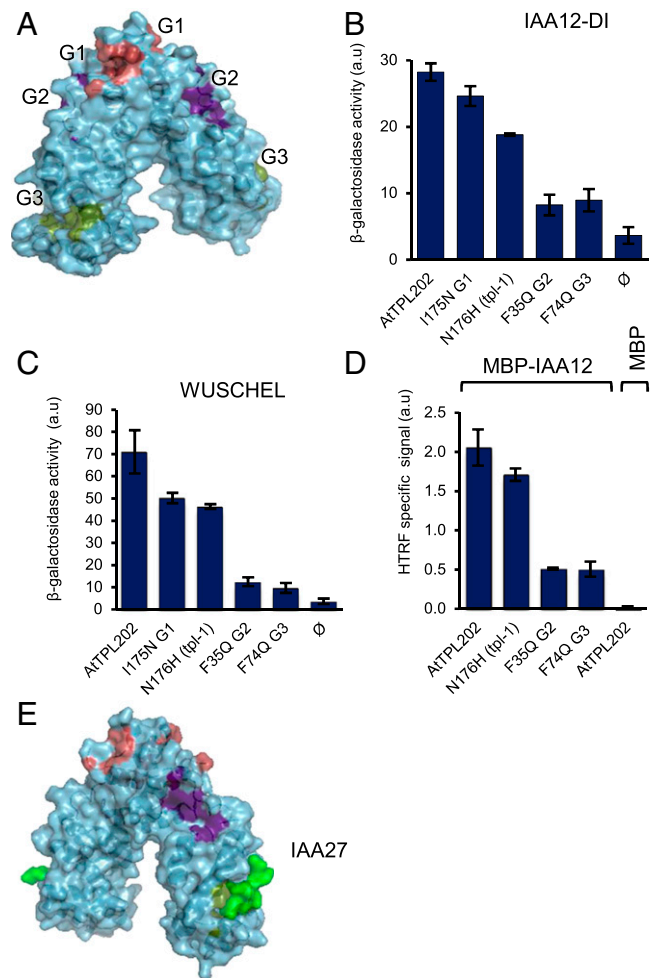 A
G1
G1
G2
G2
G3
G3
B
IAA12-DI
β-galactosidase activity (a.u)
30
20
10
0
AtTPL202
I175N G1
N176H (tpl-1)
F35Q G2
F74Q G3
Ø
C
WUSCHEL
β-galactosidase activity (a.u)
90
80
70
60
50
40
30
20
10
0
AtTPL202
I175N G1
N176H (tpl-1)
F35Q G2
F74Q G3
Ø
D
MBP-IAA12
MBP
HTRF specific signal (a.u)
2.5
2.0
1.5
1.0
0.5
0.0
AtTPL202
N176H (tpl-1)
F35Q G2
F74Q G3
AtTPL202
E
IAA27